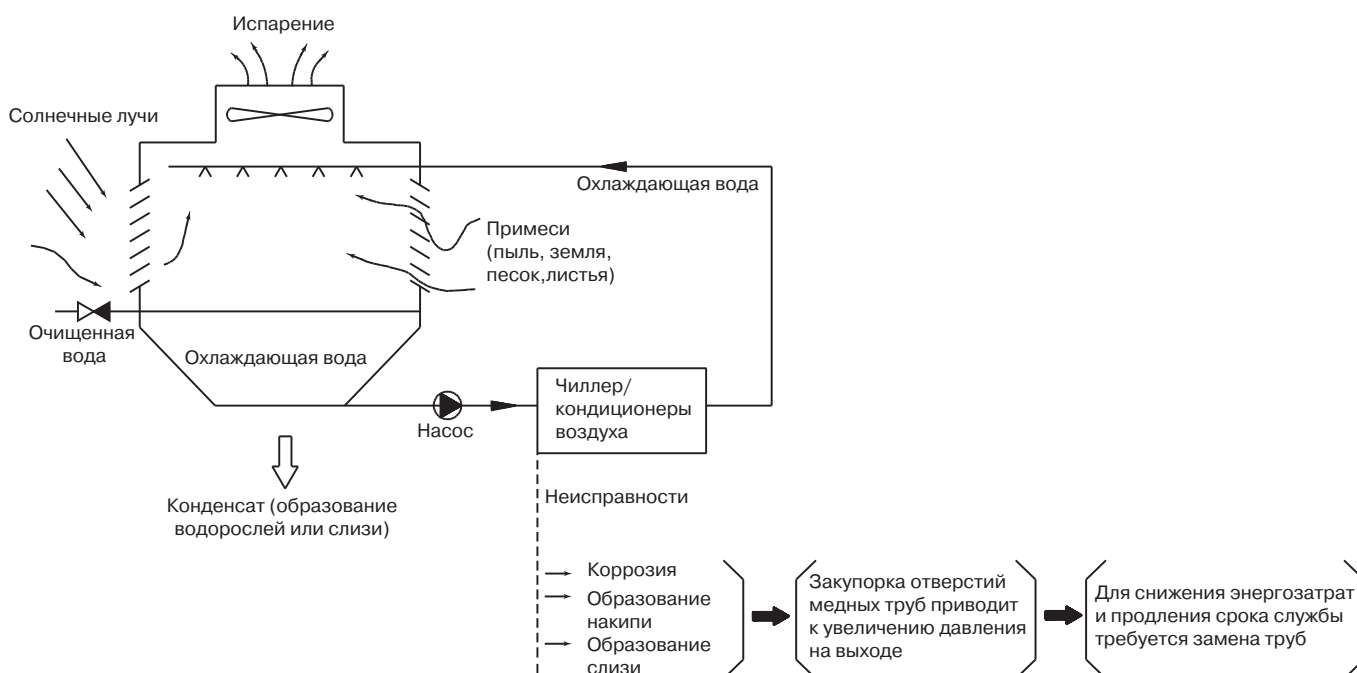 Испарение
Солнечные лучи
Охлаждающая вода
Примеси
(пыль, земля,
песок,листья)
Очищенная
вода
Охлаждающая вода
Насос
Чиллер/
кондиционеры
воздуха
Конденсат (образование
водорослей или слизи)
Неисправности
Коррозия
Образование
накипи
Образование
слизи
Закупорка отверстий
медных труб приводит
к увеличению давления
на выходе
Для снижения энергозатрат
и продления срока службы
требуется замена труб